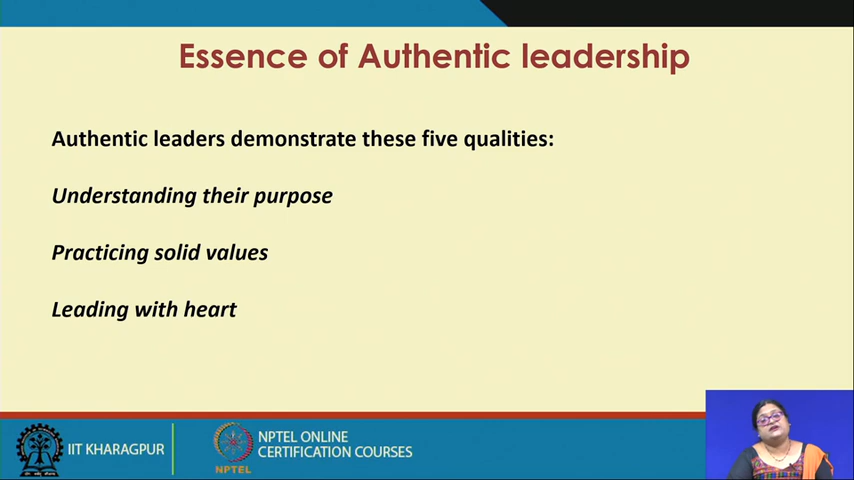 Essence of Authentic leadership
Authentic leaders demonstrate these five qualities:
Understanding their purpose
Practicing solid values
Leading with heart
IIT KHARAGPUR
NPTEL
NPTEL ONLINE
CERTIFICATION COURSES